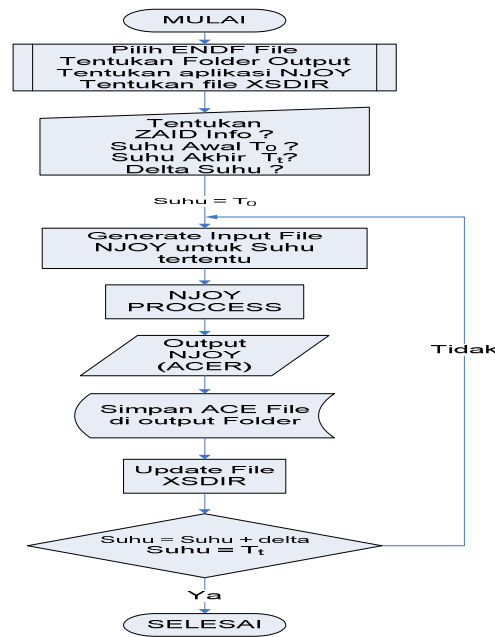 MULAI
Pilih ENDF File
Tentukan Folder Output
Tentukan aplikasi NJOY
Tentukan file XSDIR
Tentukan
ZAID Info ?
Suhu Awal T₀ ?
Suhu Akhir Tₜ?
Delta Suhu ?
Suhu = T₀
Generate Input File
NJOY untuk Suhu
tertentu
NJOY
PROCCESS
Output
NJOY
(ACER)
Tidak
Simpan ACE File
di output Folder
Update File
XSDIR
Suhu = Suhu + delta
Suhu = Tₜ
Ya
SELESAI